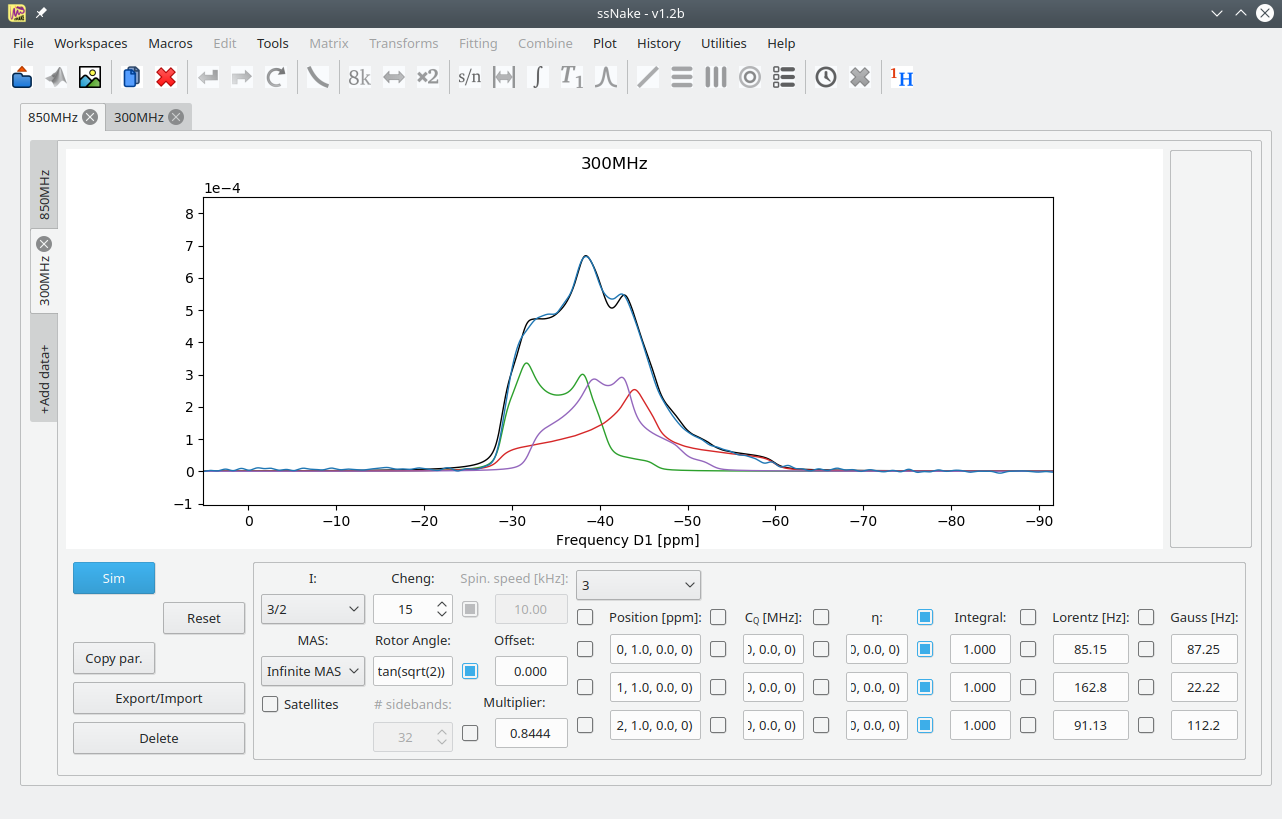 ssNake - v1.2b
File Workspaces Macros Edit Tools Matrix Transforms Fitting Combine Plot History Utilities Help
8k ×2 s/n ∫ T1 1H
850MHz 300MHz
850MHz
300MHz
+Add data+
300MHz
1e−4
8
7
6
5
4
3
2
1
0
−1
0 −10 −20 −30 −40 −50 −60 −70 −80 −90
Frequency D1 [ppm]
Sim
Reset
Copy par.
Export/Import
Delete
I: Cheng: Spin. speed [kHz]: 3
3/2 15 10.00
MAS: Rotor Angle: Offset:
Infinite MAS tan(sqrt(2)) 0.000
Satellites # sidebands: Multiplier:
32 0.8444
Position [ppm]: CQ [MHz]: η: Integral: Lorentz [Hz]: Gauss [Hz]:
0, 1.0, 0.0, 0) ), 0.0, 0) 0, 0.0, 0) 1.000 85.15 87.25
1, 1.0, 0.0, 0) 0, 0.0, 0) 0, 0.0, 0) 1.000 162.8 22.22
2, 1.0, 0.0, 0) 0, 0.0, 0) 0, 0.0, 0) 1.000 91.13 112.2